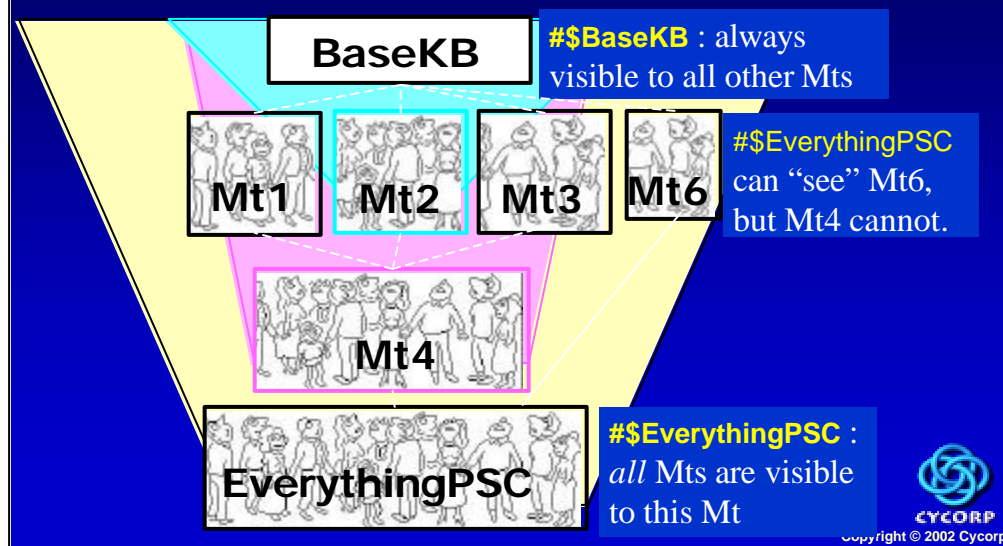 BaseKB
#$BaseKB : always
visible to all other Mts
Mt1
Mt2
Mt3
Mt6
#$EverythingPSC
can “see” Mt6,
but Mt4 cannot.
Mt4
EverythingPSC
#$EverythingPSC :
all Mts are visible
to this Mt
CYCORP
Copyright © 2002 Cycorp